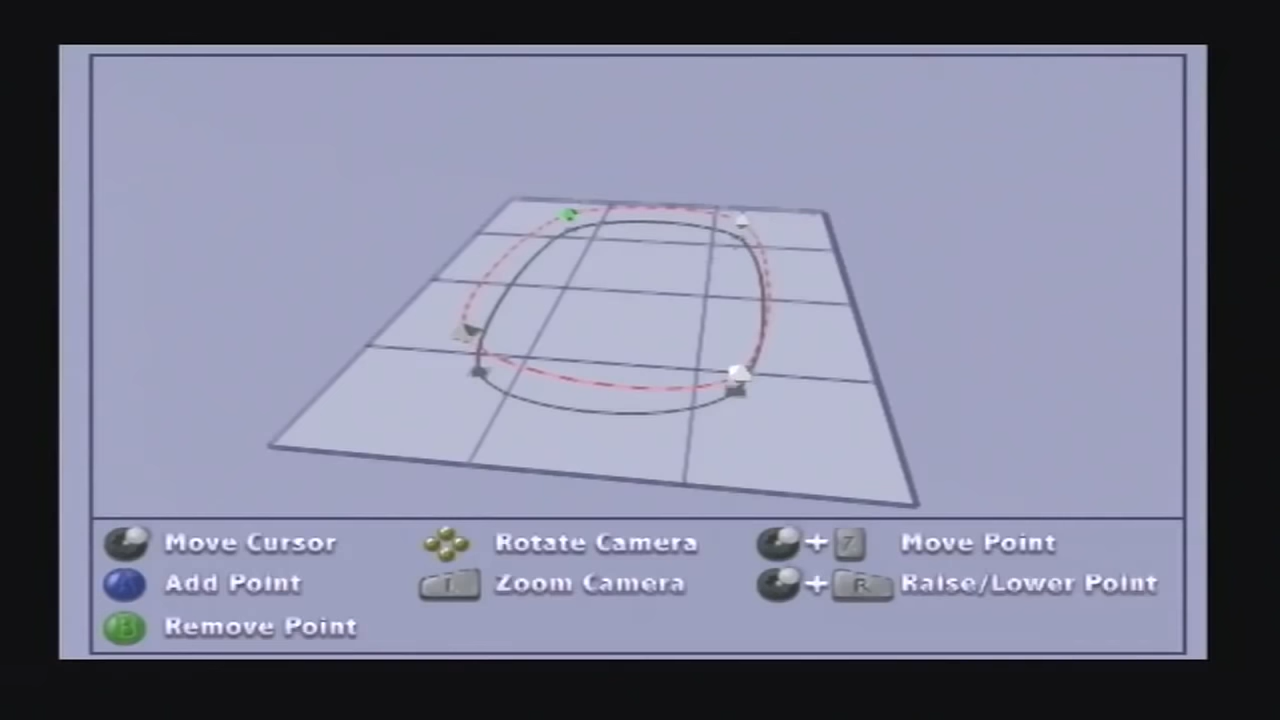 Move Cursor
Rotate Camera
+ Z Move Point
A Add Point
L Zoom Camera
+ R Raise/Lower Point
B Remove Point